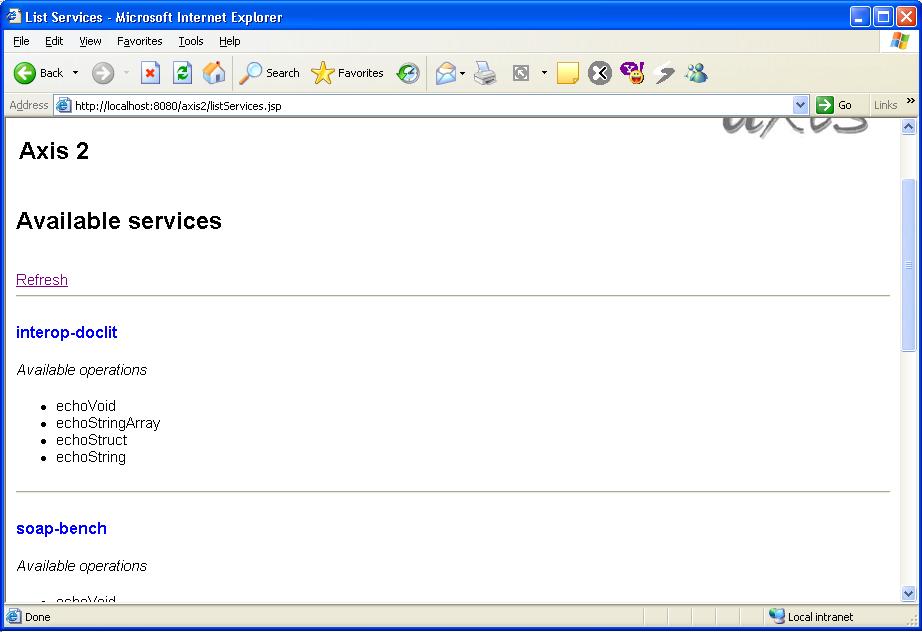 List Services - Microsoft Internet Explorer
File Edit View Favorites Tools Help
Back Search Favorites
Address http://localhost:8080/axis2/listServices.jsp Go Links »
axis
Axis 2
Available services
Refresh
interop-doclit
Available operations
• echoVoid
• echoStringArray
• echoStruct
• echoString
soap-bench
Available operations
• echoVoid
Done Local intranet